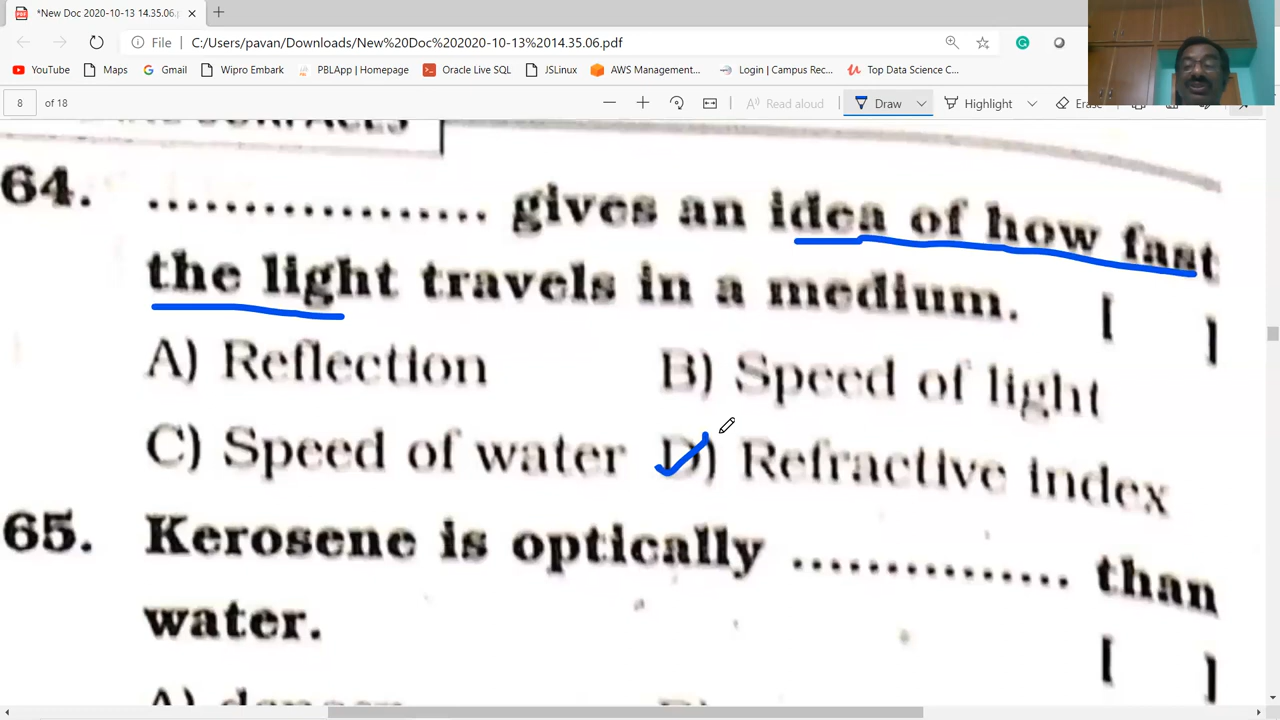 *New Doc 2020-10-13 14.35.06.
File C:/Users/pavan/Downloads/New%20Doc%202020-10-13%2014.35.06.pdf
YouTube Maps Gmail Wipro Embark PBLApp | Homepage Oracle Live SQL JSLinux AWS Management... Login | Campus Rec... Top Data Science C...
8 of 18 Read aloud Draw Highlight Erase
64. .................. gives an idea of how fast
the light travels in a medium. [ ]
A) Reflection B) Speed of light
C) Speed of water D) Refractive index
65. Kerosene is optically ............... than
water. [ ]